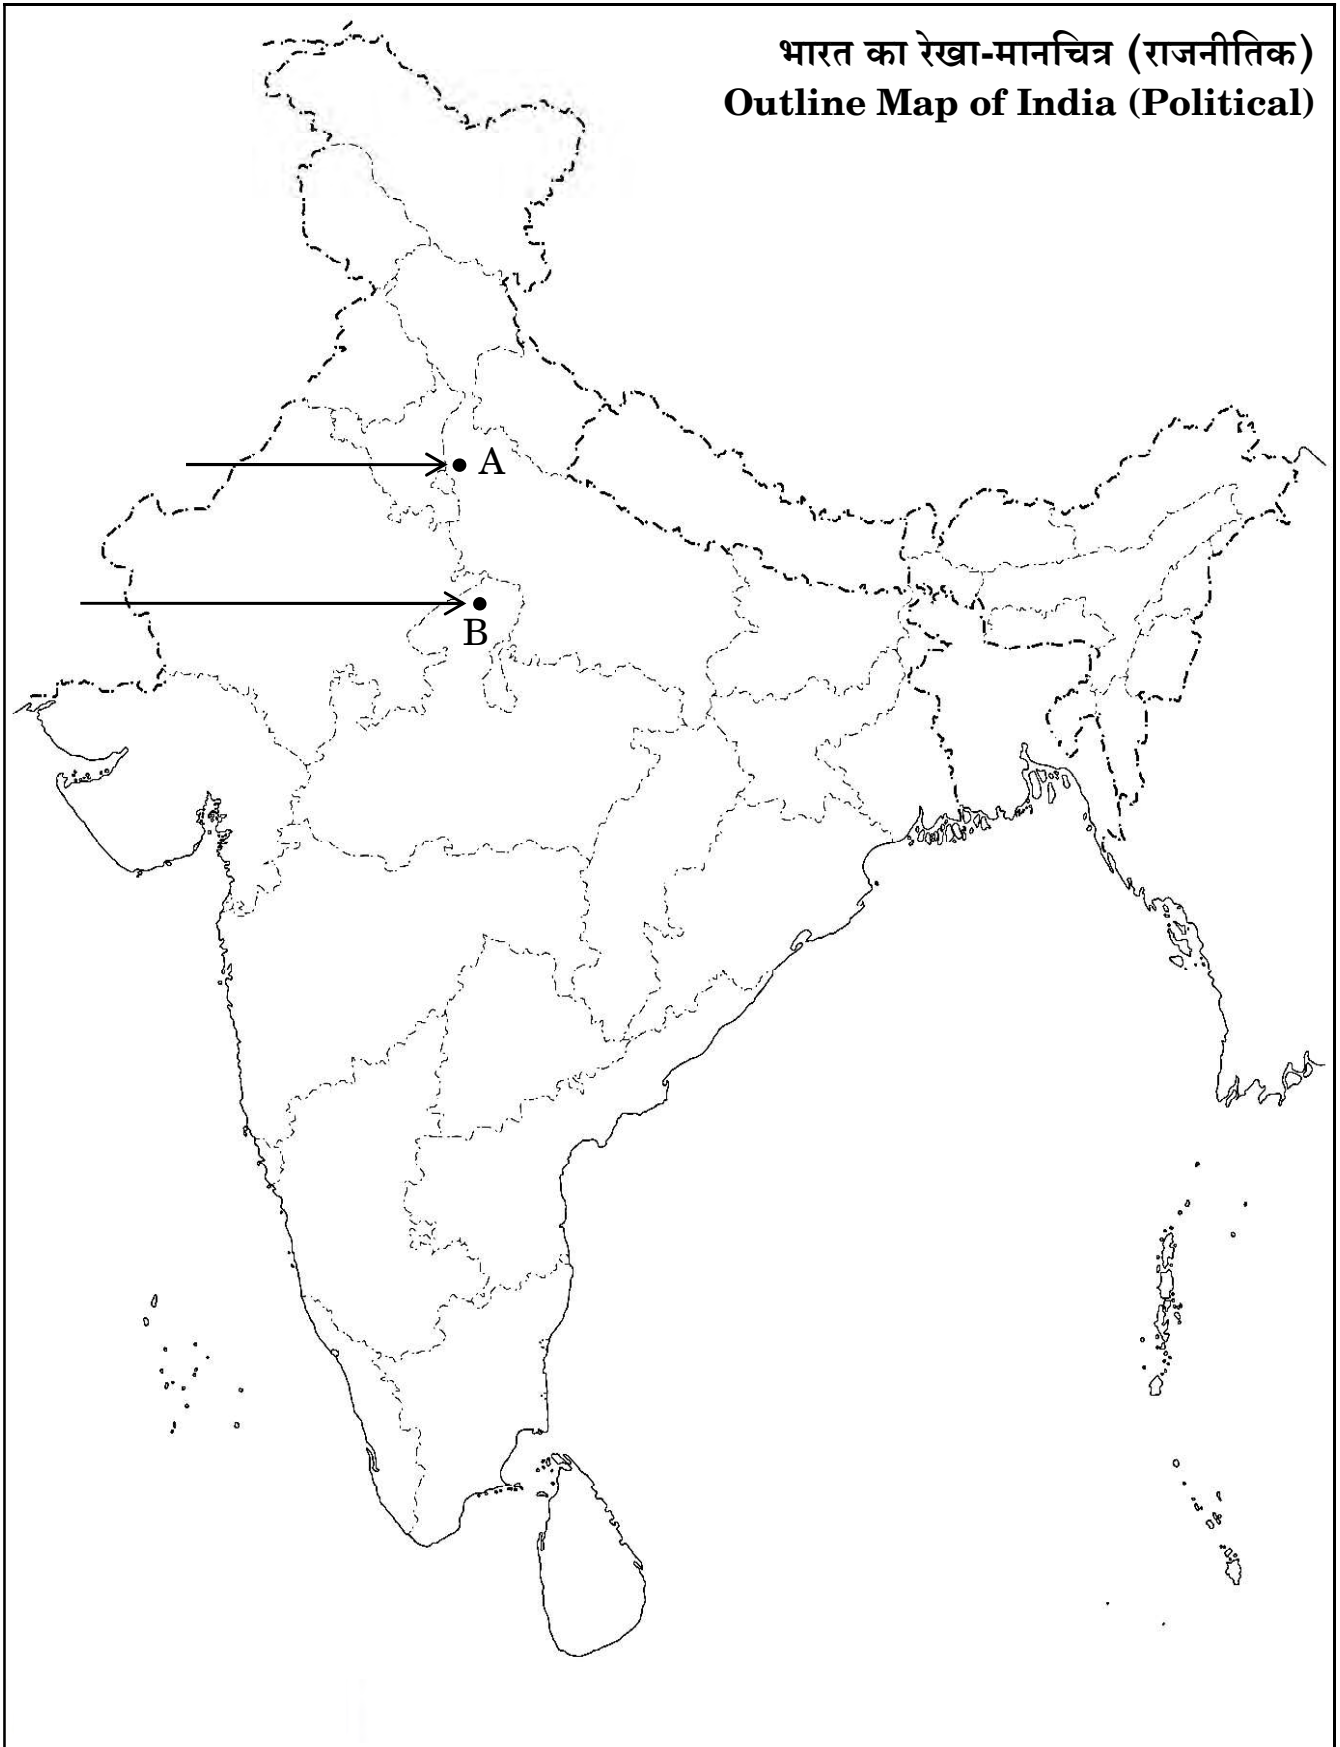 भारत का रेखा-मानचित्र (राजनीतिक)
Outline Map of India (Political)
A
B